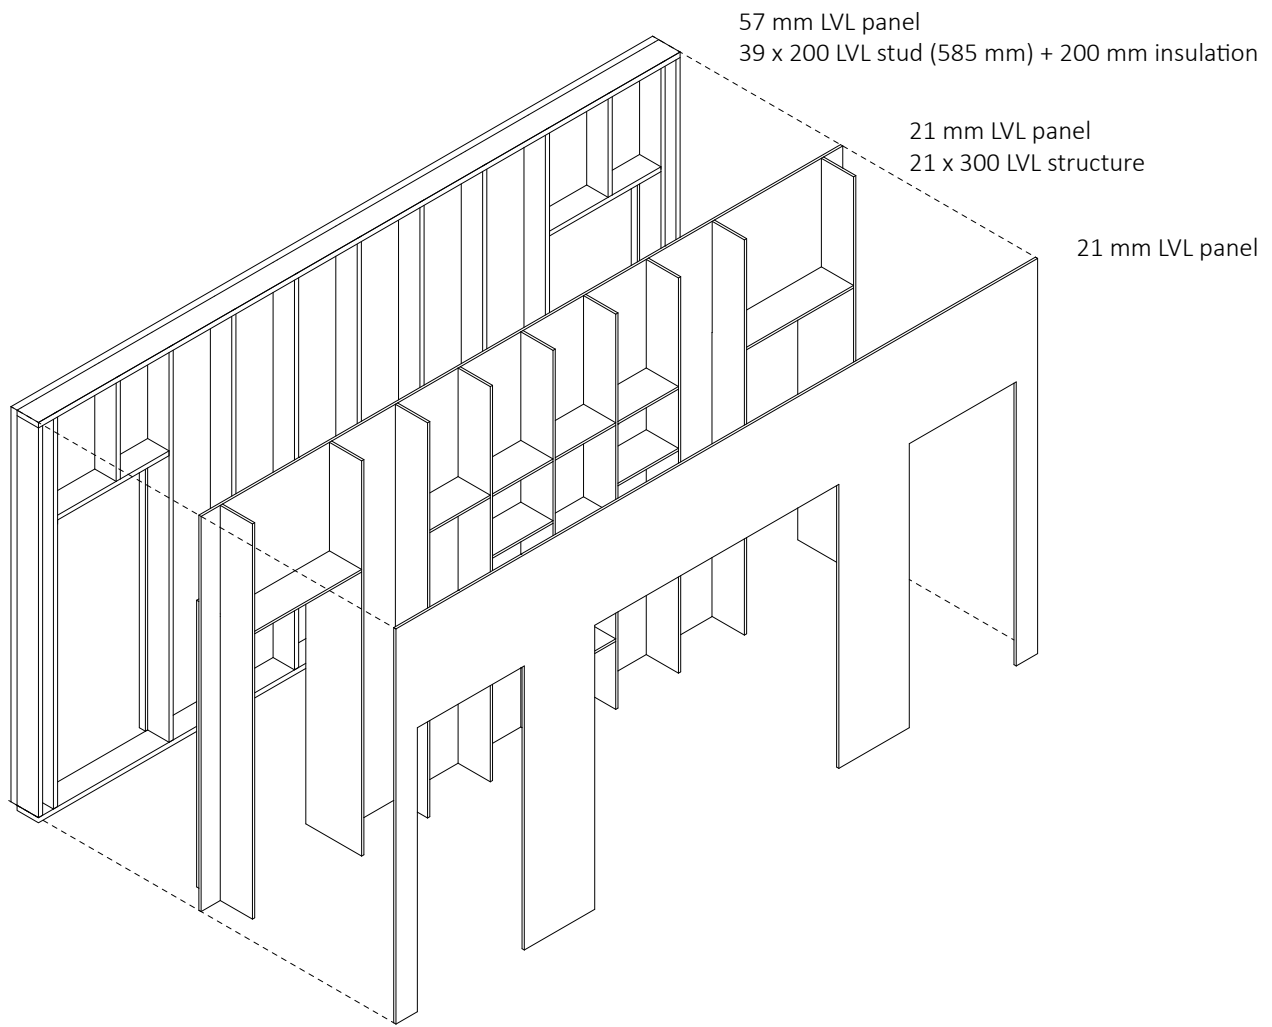 57 mm LVL panel
39 x 200 LVL stud (585 mm) + 200 mm insulation
21 mm LVL panel
21 x 300 LVL structure
21 mm LVL panel